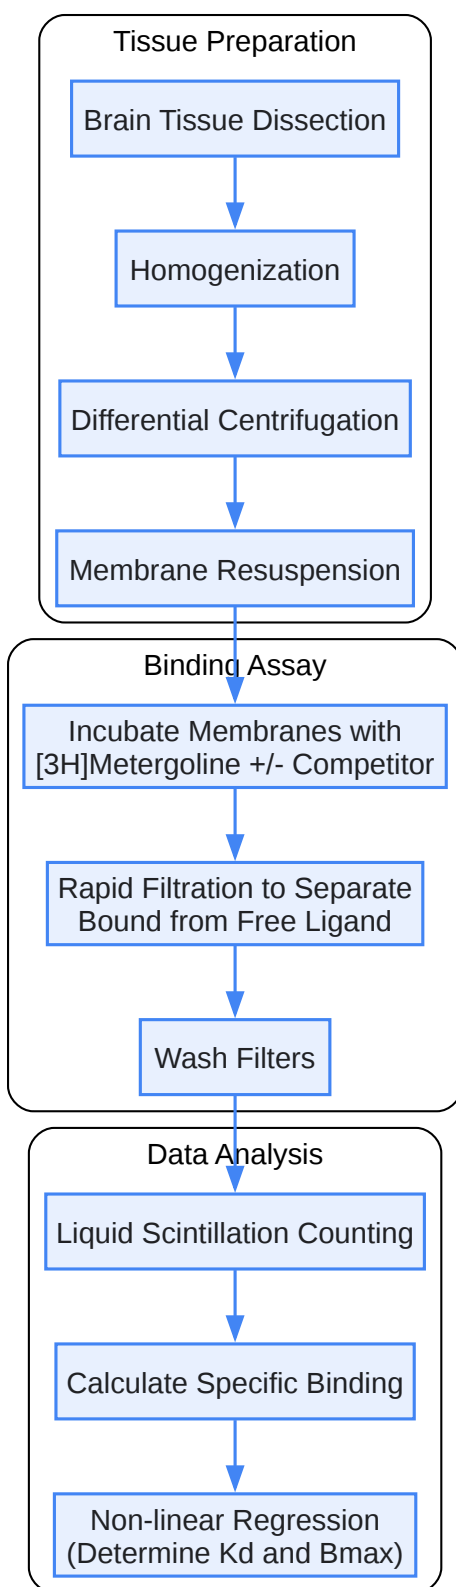 Tissue Preparation
Brain Tissue Dissection
Homogenization
Differential Centrifugation
Membrane Resuspension
Binding Assay
Incubate Membranes with
[3H]Metergoline +/- Competitor
Rapid Filtration to Separate
Bound from Free Ligand
Wash Filters
Data Analysis
Liquid Scintillation Counting
Calculate Specific Binding
Non-linear Regression
(Determine Kd and Bmax)